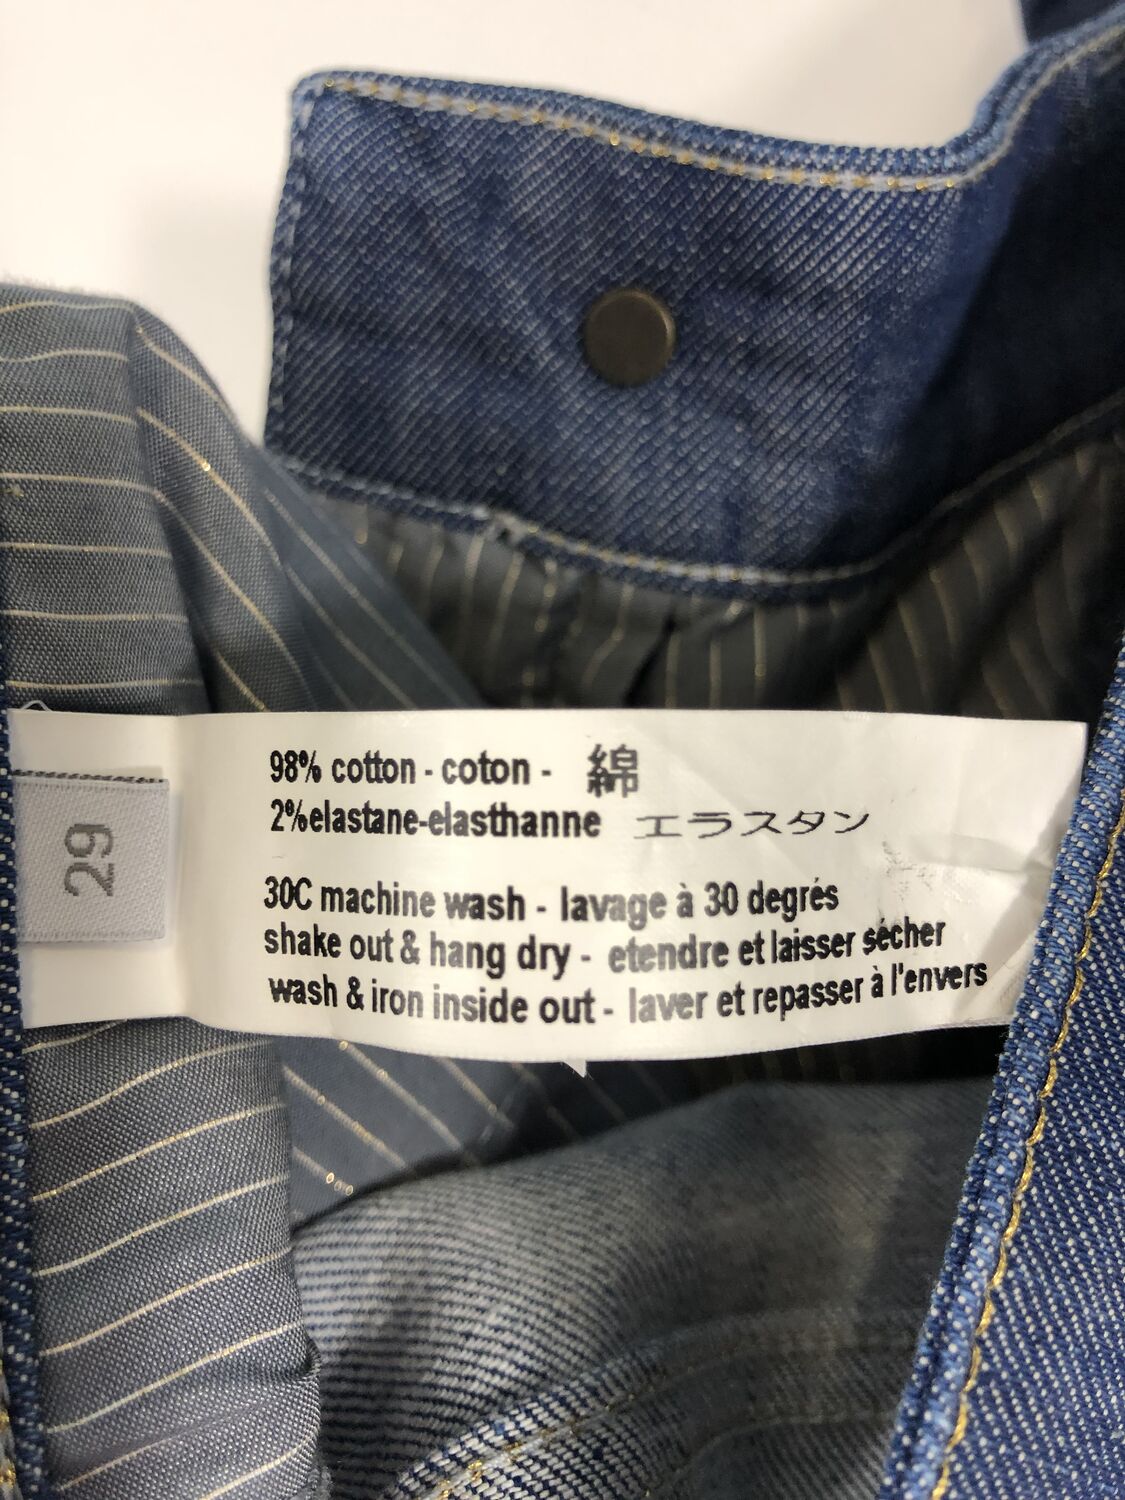 98% cotton - coton - 綿
2%elastane-elasthanne エラスタン
30C machine wash - lavage à 30 degrés
shake out & hang dry - etendre et laisser sécher
wash & iron inside out - laver et repasser à l'envers
29